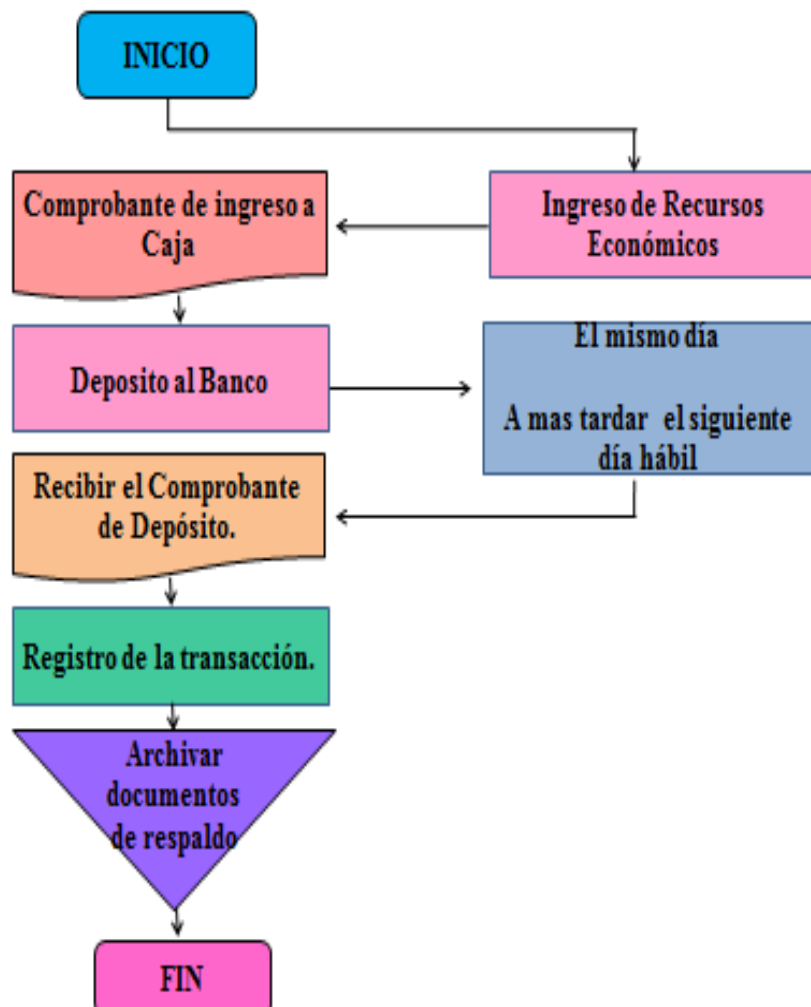 INICIO
Ingreso de Recursos
Económicos
Comprobante de ingreso a
Caja
Deposito al Banco
El mismo día
A mas tardar el siguiente
día hábil
Recibir el Comprobante
de Depósito.
Registro de la transacción.
Archivar
documentos
de respaldo
FIN